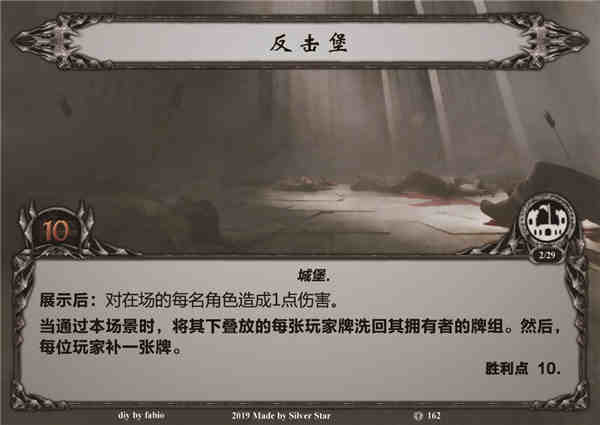 反击堡
10
2/29
城堡.
展示后：对在场的每名角色造成1点伤害。
当通过本场景时，将其下叠放的每张玩家牌洗回其拥有者的牌组。然后，
每位玩家补一张牌。
胜利点 10.
diy by fabio 2019 Made by Silver Star 162